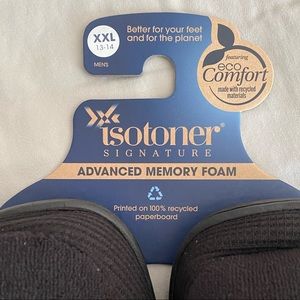 XXL
13-14
MENS
Better for your feet
and for the planet
featuring
eco
Comfort
made with recycled
materials
isotoner®
SIGNATURE
ADVANCED MEMORY FOAM
Printed on 100% recycled
paperboard